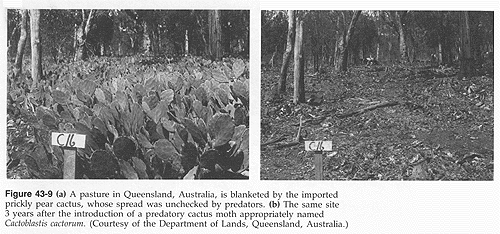 C16
C16
Figure 43-9 (a) A pasture in Queensland, Australia, is blanketed by the imported
prickly pear cactus, whose spread was unchecked by predators. (b) The same site
3 years after the introduction of a predatory cactus moth appropriately named
Cactoblastis cactorum. (Courtesy of the Department of Lands, Queensland, Australia.)